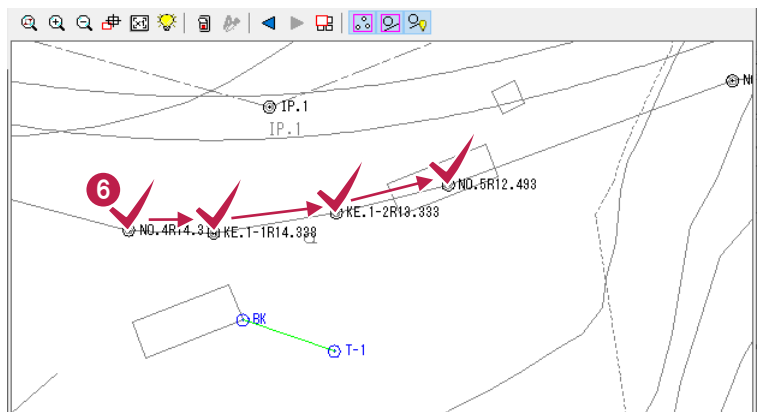 IP.1
IP.1
6
NO.5R12.493
KE.1-2R13.333
NO.4R14.3
KE.1-1R14.338
BK
T-1